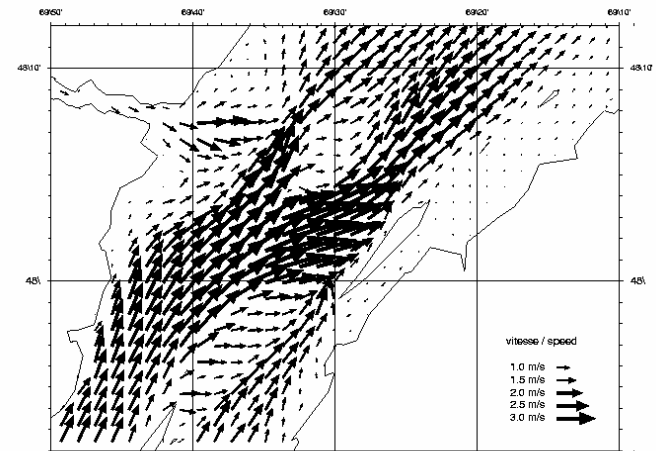 69\50' 69\40' 69\30' 69\20' 69\10'
48\10' 48\10'
48\ 48\
vitesse / speed
1.0 m/s
1.5 m/s
2.0 m/s
2.5 m/s
3.0 m/s